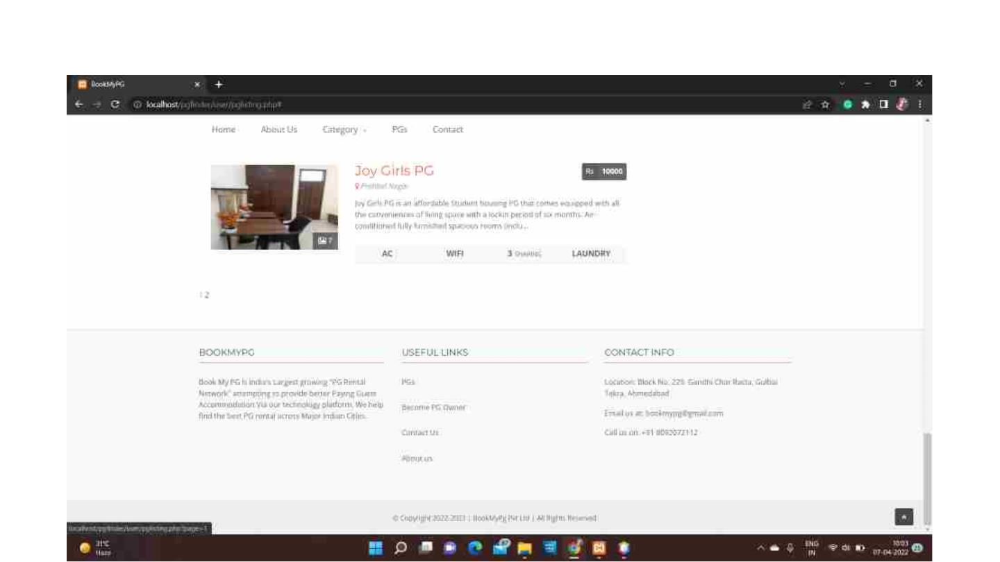 BookMyPG
localhost/pgfinder/user/pglisting.php#
Home About Us Category PGs Contact
Joy Girls PG
Rs 10000
Joy Girls PG is an affordable Student housing PG that comes equipped with all
the conveniences of living space with a lockin period of six months. Air-
conditioned fully furnished spacious rooms (inclu...
7
AC WIFI 3 LAUNDRY
1 2
BOOKMYPG
Book My PG is India's Largest growing "PG Rental
Network" attempting to provide better Paying Guest
Accommodation Via our technology platform. We help
find the best PG rental across Major Indian Cities.
USEFUL LINKS
PGs
Become PG Owner
Contact Us
About us
CONTACT INFO
Location: Block No. 229, Gandhi Char Rasta, Gulbai
Tekra, Ahmedabad
Email us at: bookmypg@gmail.com
Call us on: +91 8092072112
© Copyright 2022-2023 | BookMyPg Pvt Ltd | All Rights Reserved
localhost/pgfinder/user/pglisting.php?page=1
31°C
Haze
ENG
IN
10:03
07-04-2022